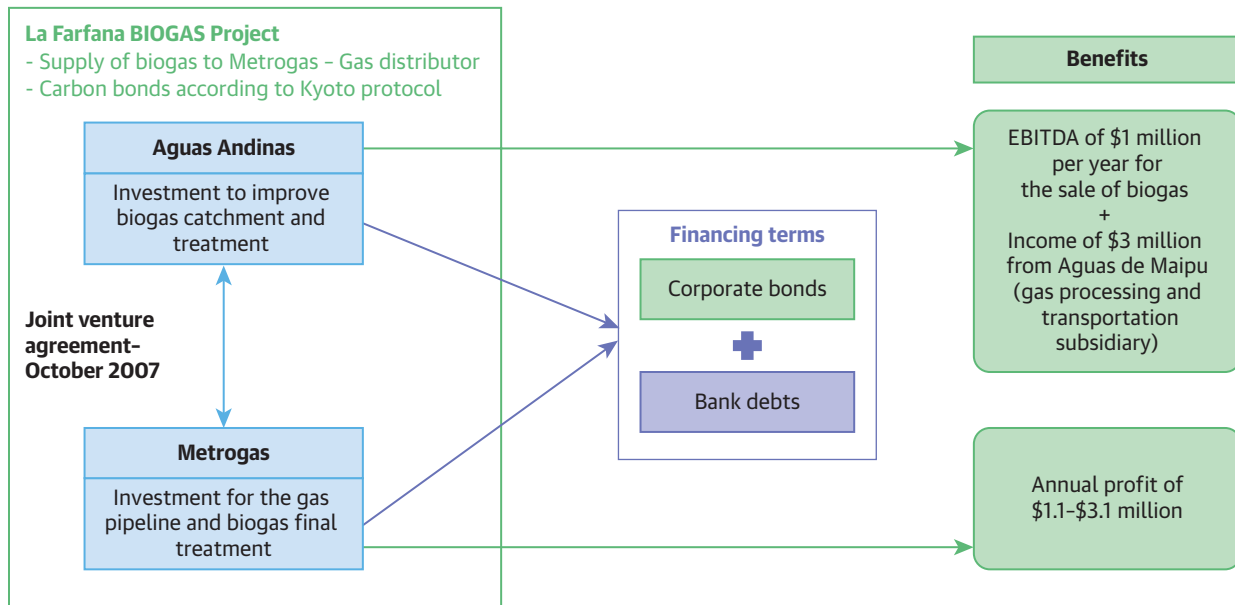 La Farfana BIOGAS Project
- Supply of biogas to Metrogas – Gas distributor
- Carbon bonds according to Kyoto protocol
Aguas Andinas
Investment to improve
biogas catchment and
treatment
Joint venture
agreement–
October 2007
Metrogas
Investment for the gas
pipeline and biogas final
treatment
Financing terms
Corporate bonds
Bank debts
Benefits
EBITDA of $1 million
per year for
the sale of biogas
+
Income of $3 million
from Aguas de Maipu
(gas processing and
transportation
subsidiary)
Annual profit of
$1.1–$3.1 million